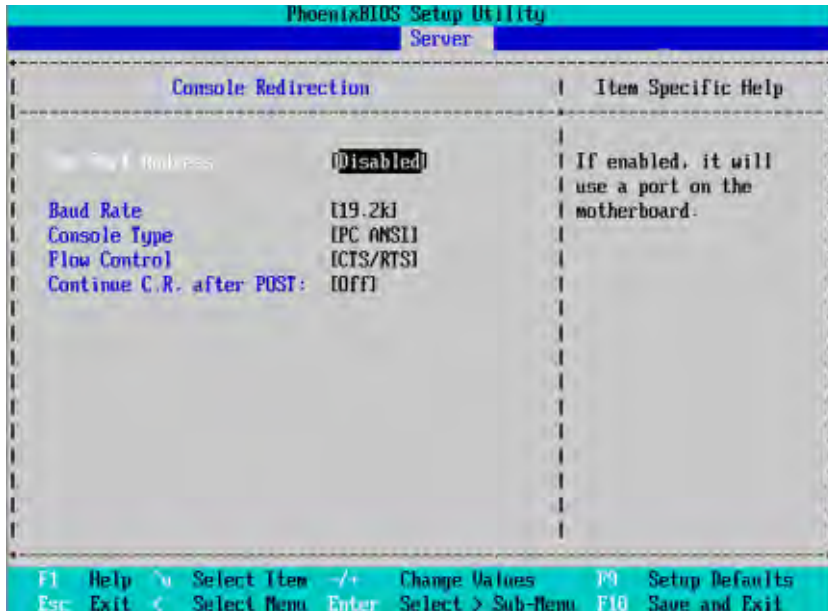 PhoenixBIOS Setup Utility
Server
Console Redirection
Item Specific Help
[Disabled]
If enabled, it will
use a port on the
motherboard.
Baud Rate [19.2k]
Console Type [PC ANSI]
Flow Control [CTS/RTS]
Continue C.R. after POST: [Off]
F1 Help Select Item -/+ Change Values F9 Setup Defaults
Esc Exit < Select Menu Enter Select > Sub-Menu F10 Save and Exit